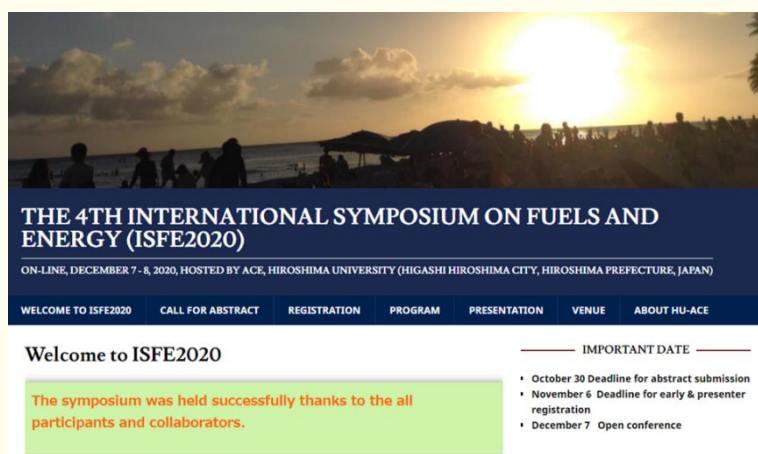 THE 4TH INTERNATIONAL SYMPOSIUM ON FUELS AND
ENERGY (ISFE2020)
ON-LINE, DECEMBER 7 - 8, 2020, HOSTED BY ACE, HIROSHIMA UNIVERSITY (HIGASHI HIROSHIMA CITY, HIROSHIMA PREFECTURE, JAPAN)
WELCOME TO ISFE2020 CALL FOR ABSTRACT REGISTRATION PROGRAM PRESENTATION VENUE ABOUT HU-ACE
Welcome to ISFE2020
The symposium was held successfully thanks to the all
participants and collaborators.
IMPORTANT DATE
October 30 Deadline for abstract submission
November 6 Deadline for early & presenter
registration
December 7 Open conference